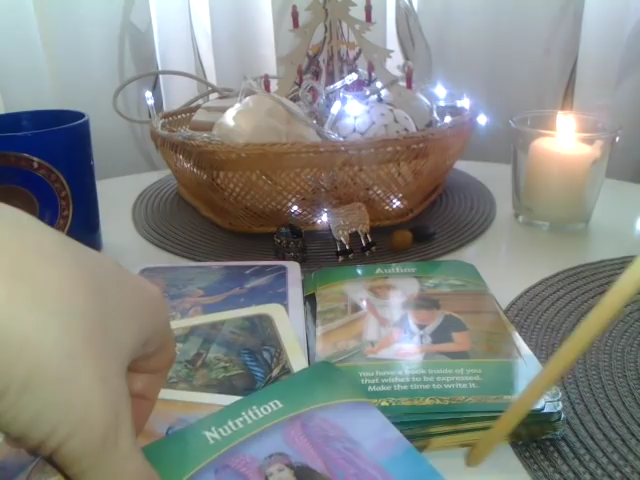 Author
You have a book inside of you
that wishes to be expressed.
Make the time to write it.
Nutrition